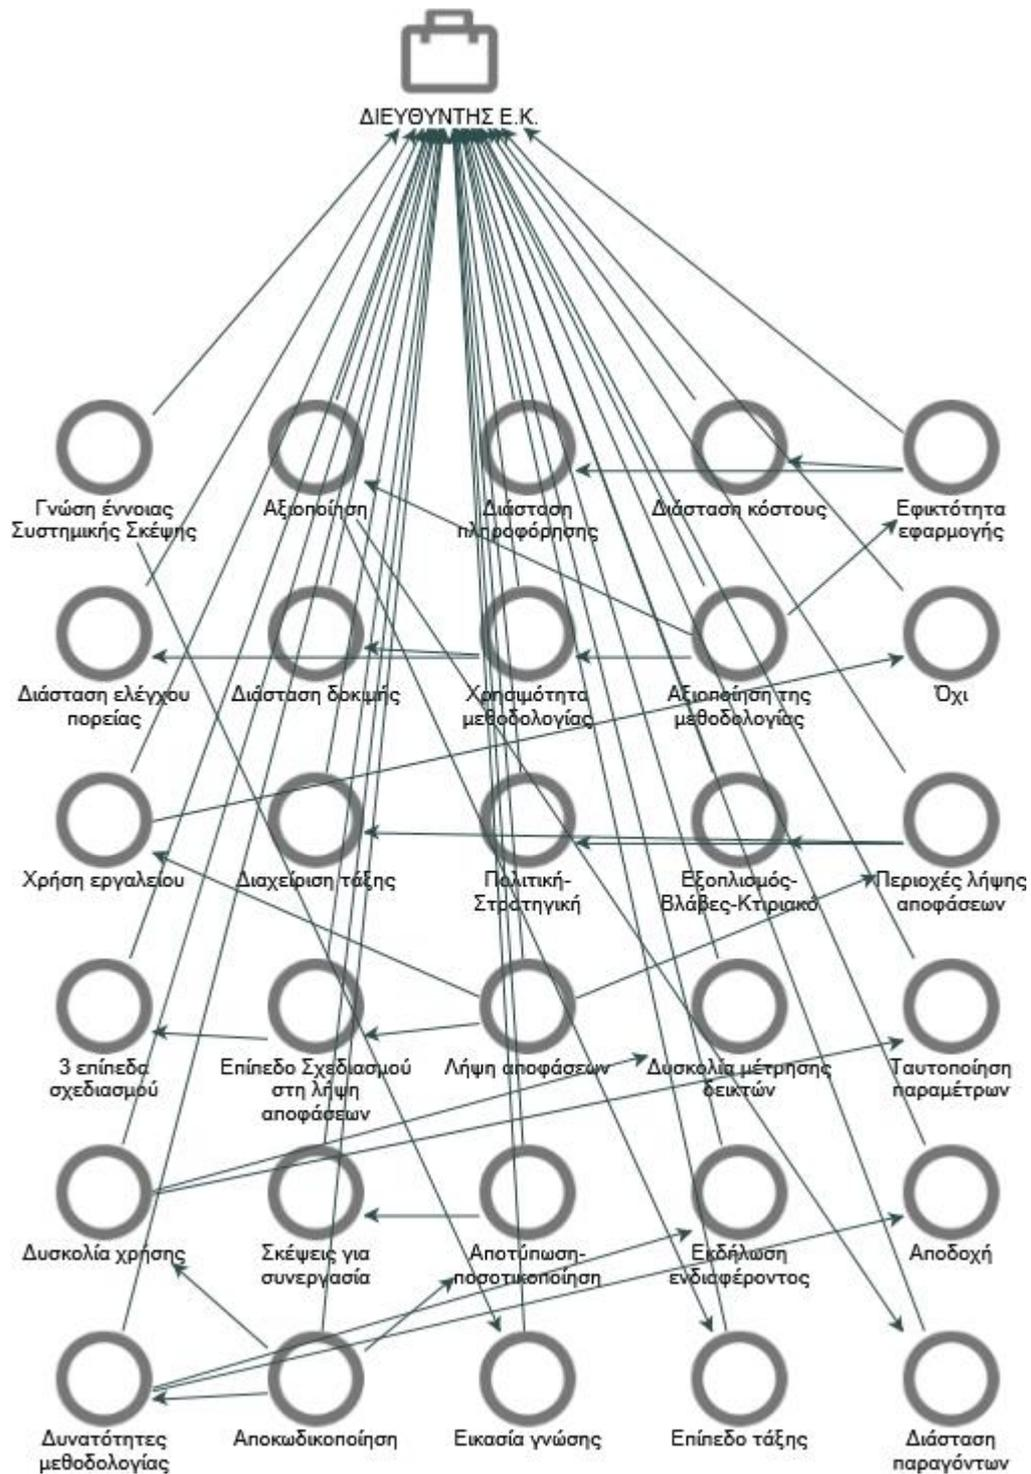 ΔΙΕΥΘΥΝΤΗΣ Ε.Κ.
Γνώση έννοιας
Συστημικής Σκέψης
Αξιοποίηση
Διάσταση
πληροφόρησης
Διάσταση κόστους
Εφικτότητα
εφαρμογής
Διάσταση ελέγχου
πορείας
Διάσταση δοκιμής
Χρησιμότητα
μεθοδολογίας
Αξιοποίηση της
μεθοδολογίας
Όχι
Χρήση εργαλείου
Διαχείριση τάξης
Πολιτική-
Στρατηγική
Εξοπλισμός-
Βλάβες-Κτιριακό
Περιοχές λήψης
αποφάσεων
3 επίπεδα
σχεδιασμού
Επίπεδο Σχεδιασμού
στη λήψη
αποφάσεων
Λήψη αποφάσεων
Δυσκολία μέτρησης
δεικτών
Ταυτοποίηση
παραμέτρων
Δυσκολία χρήσης
Σκέψεις για
συνεργασία
Αποτύπωση-
ποσοτικοποίηση
Εκδήλωση
ενδιαφέροντος
Αποδοχή
Δυνατότητες
μεθοδολογίας
Αποκωδικοποίηση
Εικασία γνώσης
Επίπεδο τάξης
Διάσταση
παραγόντων